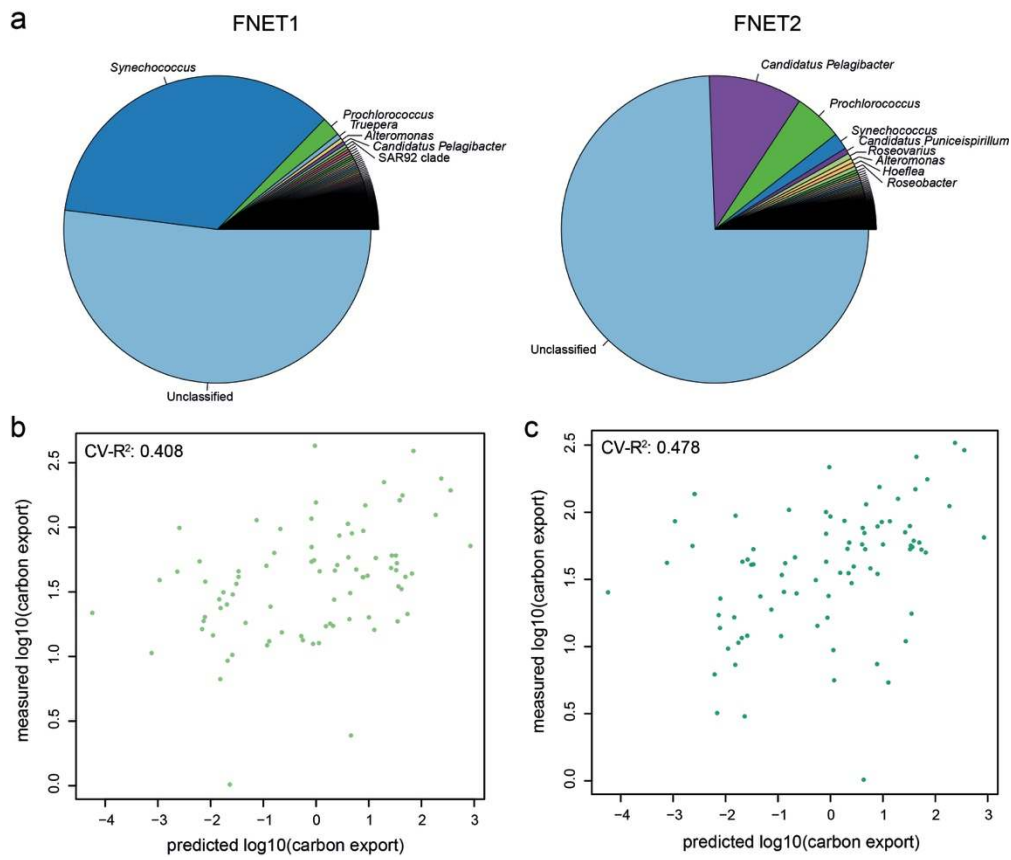 a
FNET1
FNET2
Synechococcus
Prochlorococcus
Truepera
Alteromonas
Candidatus Pelagibacter
SAR92 clade
Unclassified
Candidatus Pelagibacter
Prochlorococcus
Synechococcus
Candidatus Puniceispirillum
Roseovarius
Alteromonas
Hoeflea
Roseobacter
Unclassified
b
CV-R²: 0.408
measured log10(carbon export)
2.5
2.0
1.5
1.0
0.5
0.0
−4 −3 −2 −1 0 1 2 3
predicted log10(carbon export)
c
CV-R²: 0.478
measured log10(carbon export)
2.5
2.0
1.5
1.0
0.5
0.0
−4 −3 −2 −1 0 1 2 3
predicted log10(carbon export)